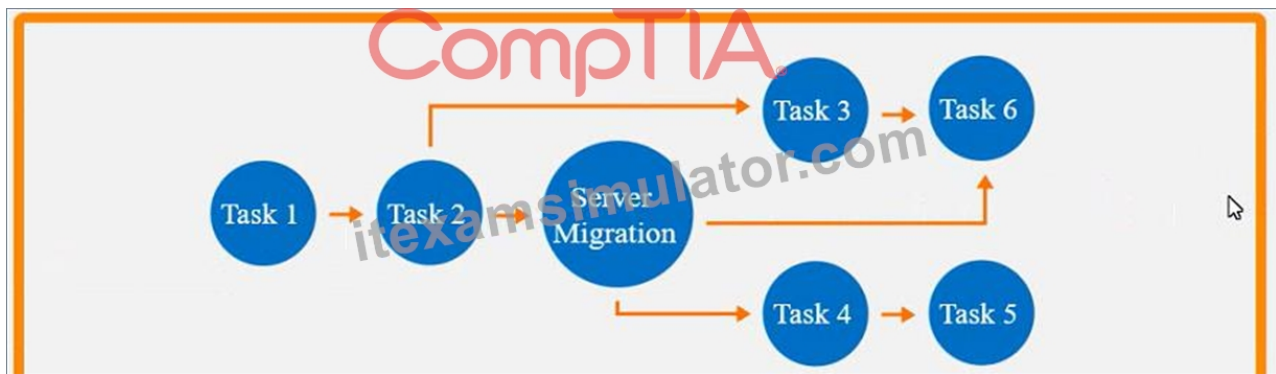 CompTIA®
Task 3
Task 6
Task 1
Task 2
Server
Migration
Task 4
Task 5
itexamsimulator.com